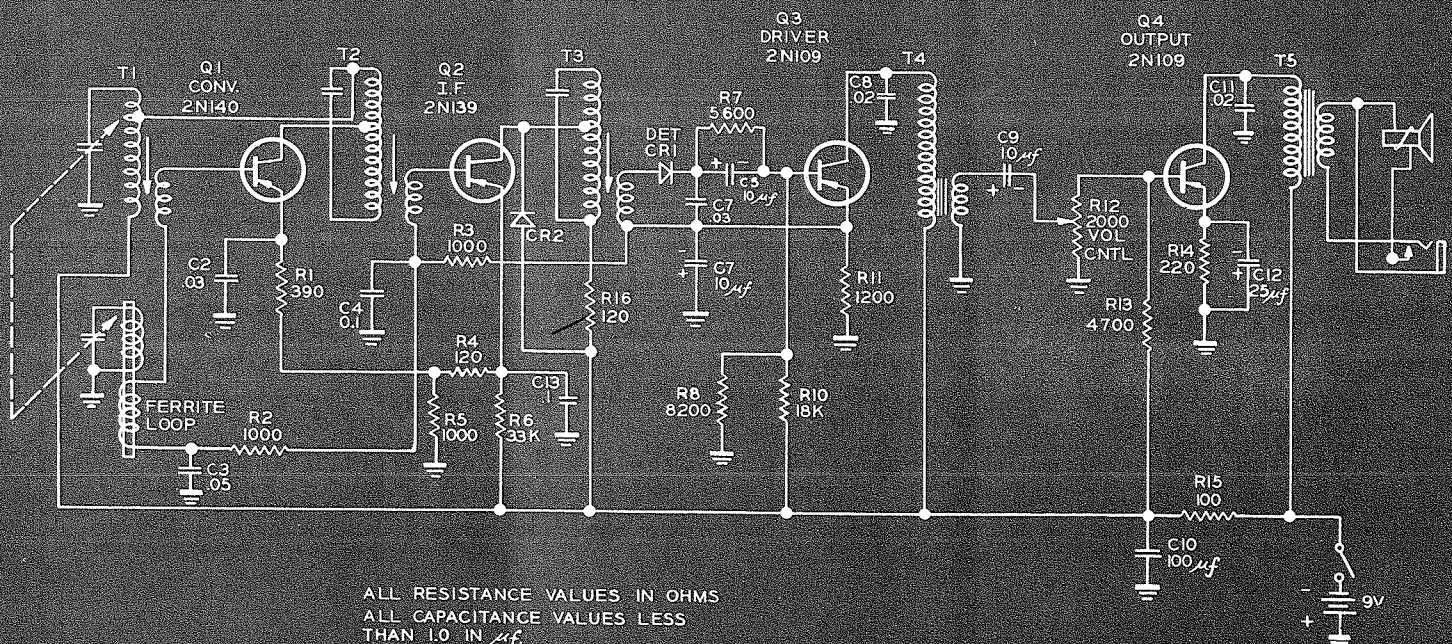 Q3
DRIVER
2N109
Q4
OUTPUT
2N109
T1
Q1
CONV.
2N140
T2
Q2
I.F.
2N139
T3
T4
T5
C8
.02
C11
.02
R7
5600
DET
CR1
+ -
C5
10µf
C7
.03
C9
10µf
+ -
R12
2000
VOL
CNTL
CR2
R3
1000
C2
.03
R1
390
C4
0.1
R16
120
-
+
C7
10µf
R11
1200
R14
220
-
+
C12
25µf
R13
4700
R4
120
C13
.1
R8
8200
R10
18K
FERRITE
LOOP
R2
1000
R5
1000
R6
33K
C3
.05
R15
100
C10
100µf
-
+
9V
ALL RESISTANCE VALUES IN OHMS
ALL CAPACITANCE VALUES LESS
THAN 1.0 IN µf.